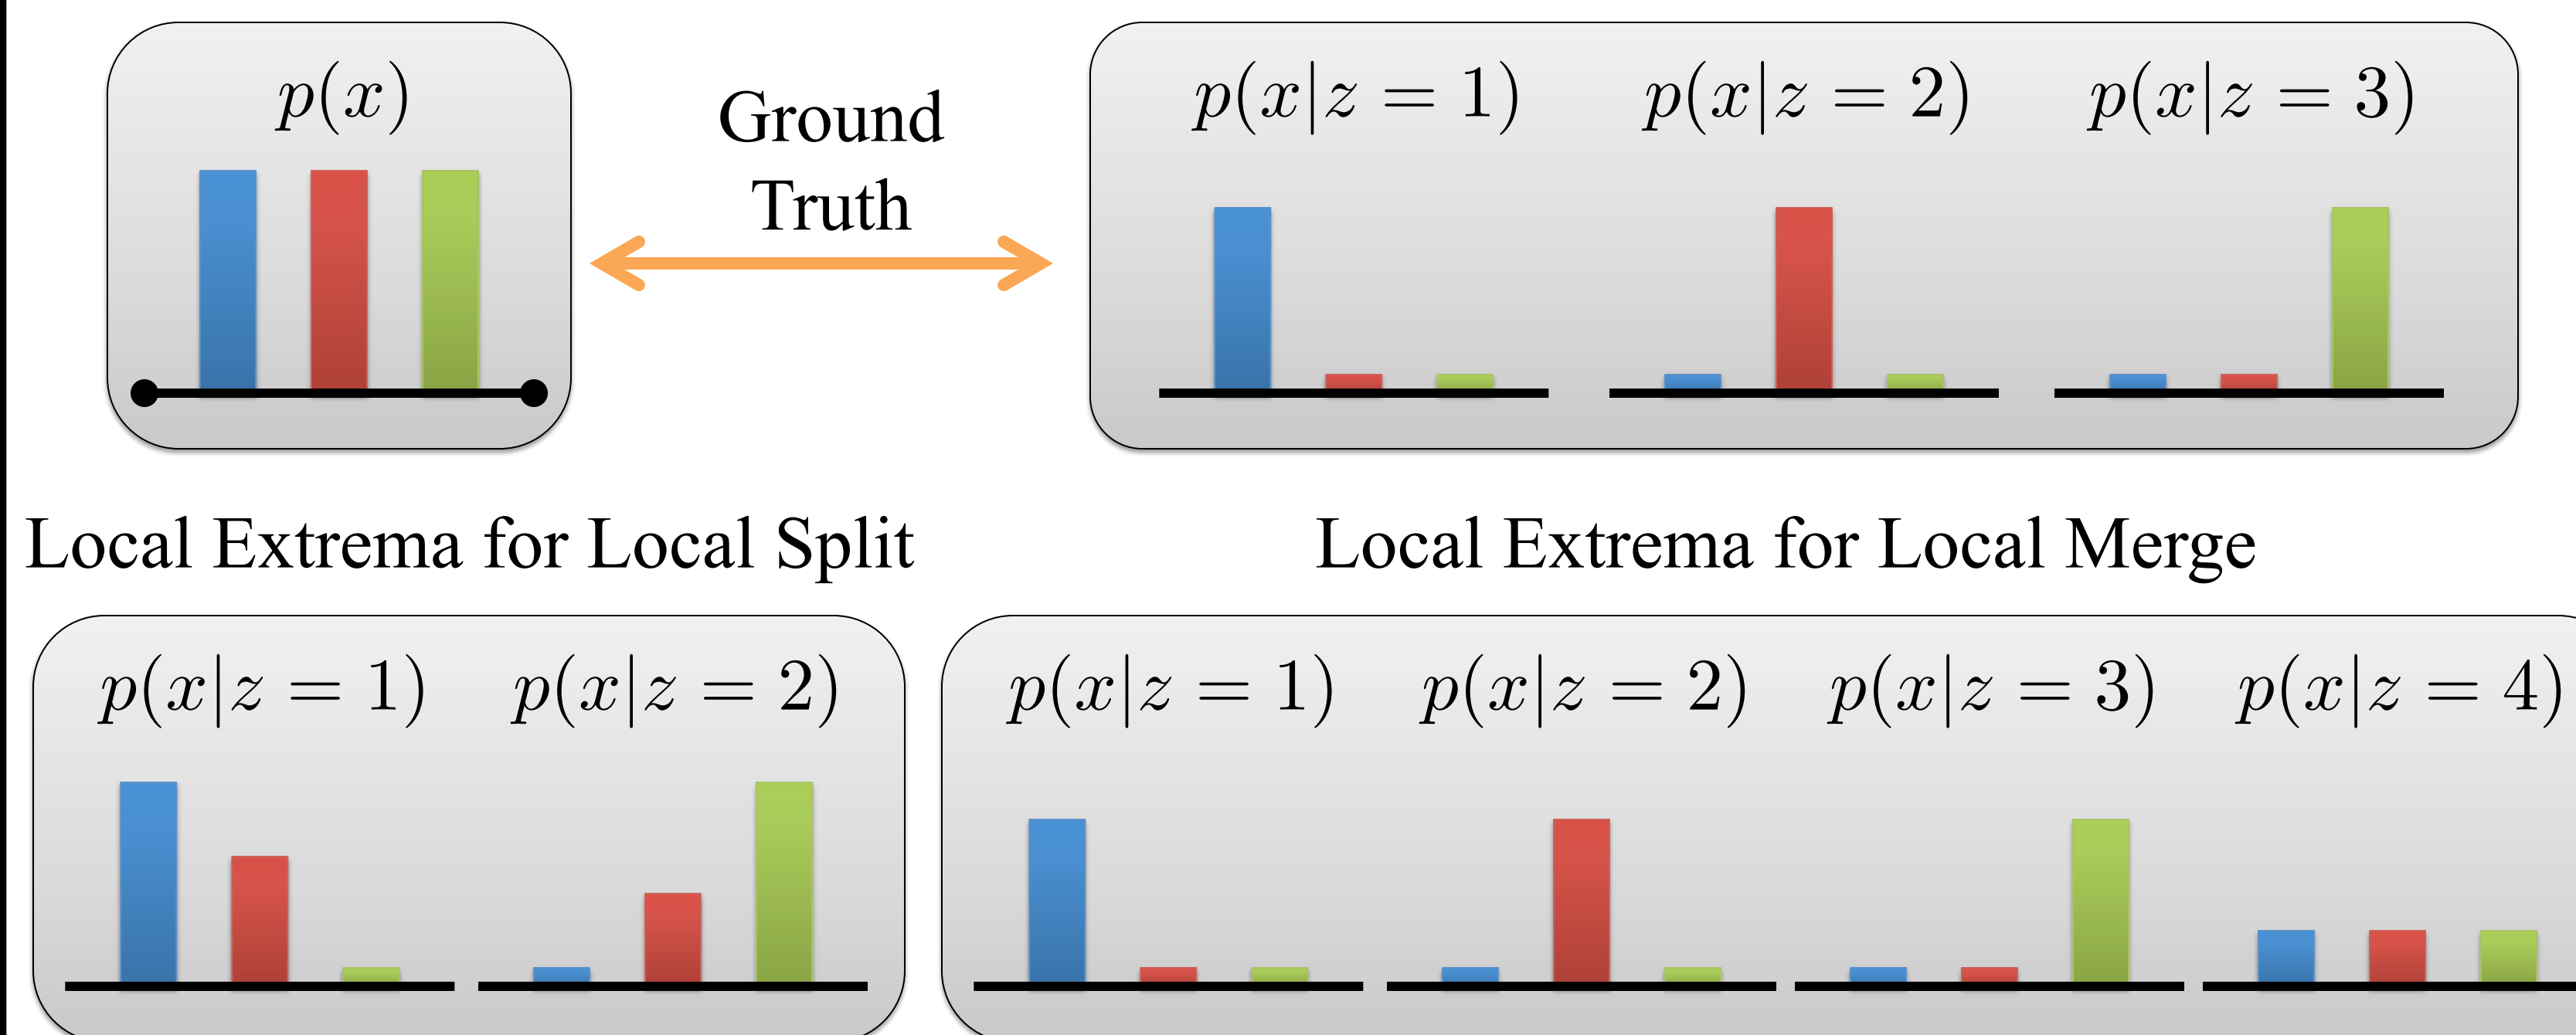 p(x)
Ground
Truth
p(x|z = 1) p(x|z = 2) p(x|z = 3)
Local Extrema for Local Split
Local Extrema for Local Merge
p(x|z = 1) p(x|z = 2)
p(x|z = 1) p(x|z = 2) p(x|z = 3) p(x|z = 4)